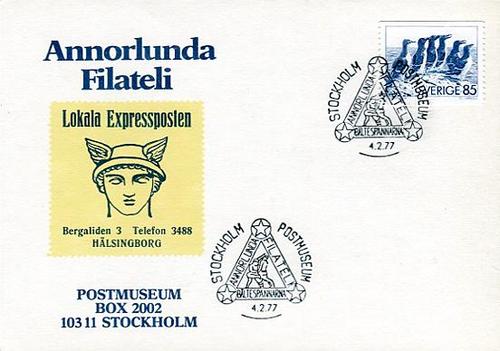 Annorlunda
Filateli
Lokala Expressposten
Bergaliden 3 Telefon 3488
HÄLSINGBORG
POSTMUSEUM
BOX 2002
103 11 STOCKHOLM
SVERIGE 85
STOCKHOLM POSTMUSEUM
ANNORLUNDA FILATELI
BÄLTESPÄNNARNA
4.2.77
STOCKHOLM POSTMUSEUM
ANNORLUNDA FILATELI
BÄLTESPÄNNARNA
4.2.77